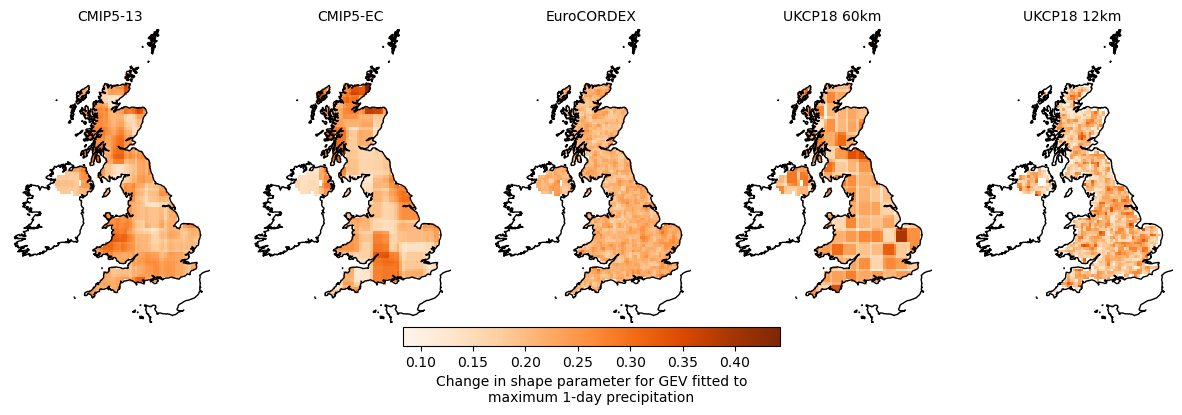 CMIP5-13 CMIP5-EC EuroCORDEX UKCP18 60km UKCP18 12km
0.10 0.15 0.20 0.25 0.30 0.35 0.40
Change in shape parameter for GEV fitted to
maximum 1-day precipitation